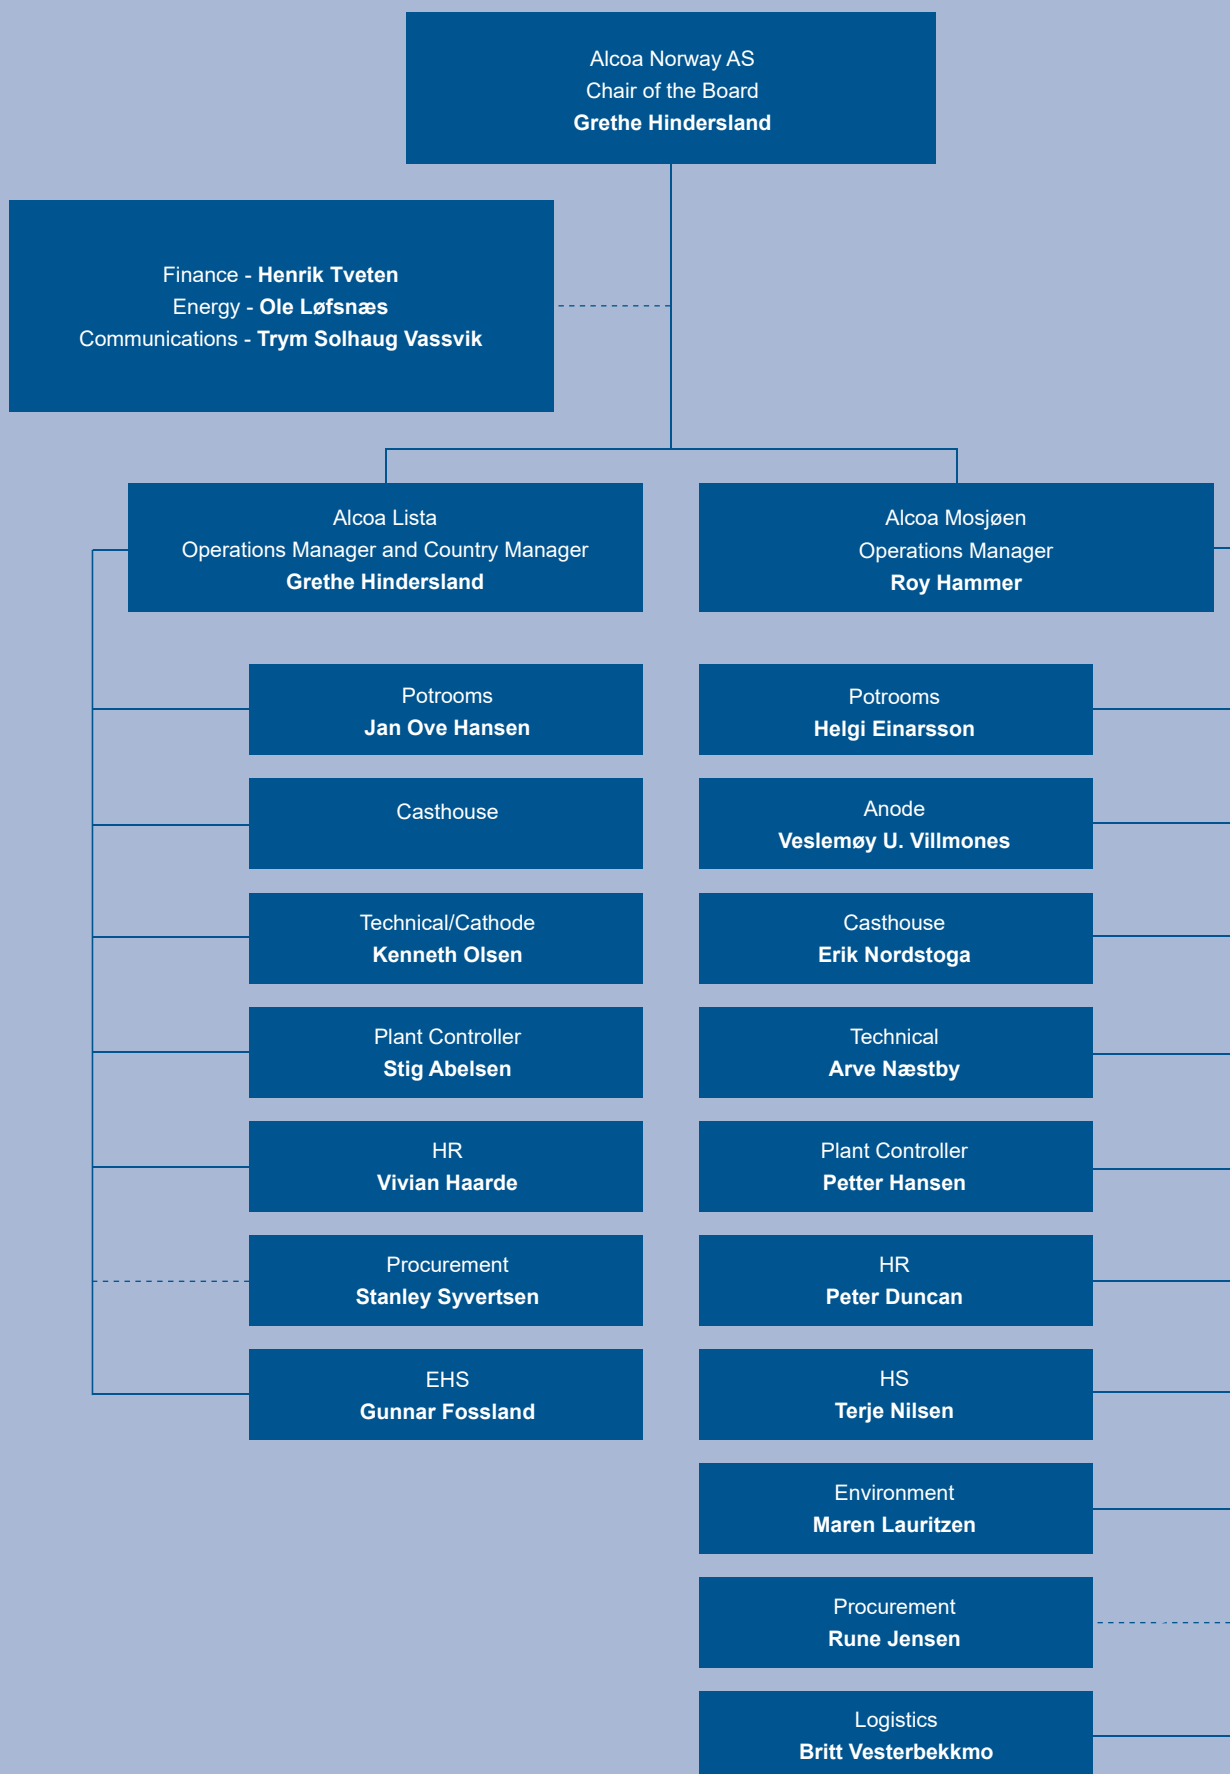 Alcoa Norway AS
Chair of the Board
Grethe Hindersland
Finance - Henrik Tveten
Energy - Ole Løfsnæs
Communications - Trym Solhaug Vassvik
Alcoa Lista
Operations Manager and Country Manager
Grethe Hindersland
Potrooms
Jan Ove Hansen
Casthouse
Technical/Cathode
Kenneth Olsen
Plant Controller
Stig Abelsen
HR
Vivian Haarde
Procurement
Stanley Syvertsen
EHS
Gunnar Fossland
Alcoa Mosjøen
Operations Manager
Roy Hammer
Potrooms
Helgi Einarsson
Anode
Veslemøy U. Villmones
Casthouse
Erik Nordstoga
Technical
Arve Næstby
Plant Controller
Petter Hansen
HR
Peter Duncan
HS
Terje Nilsen
Environment
Maren Lauritzen
Procurement
Rune Jensen
Logistics
Britt Vesterbekkmo